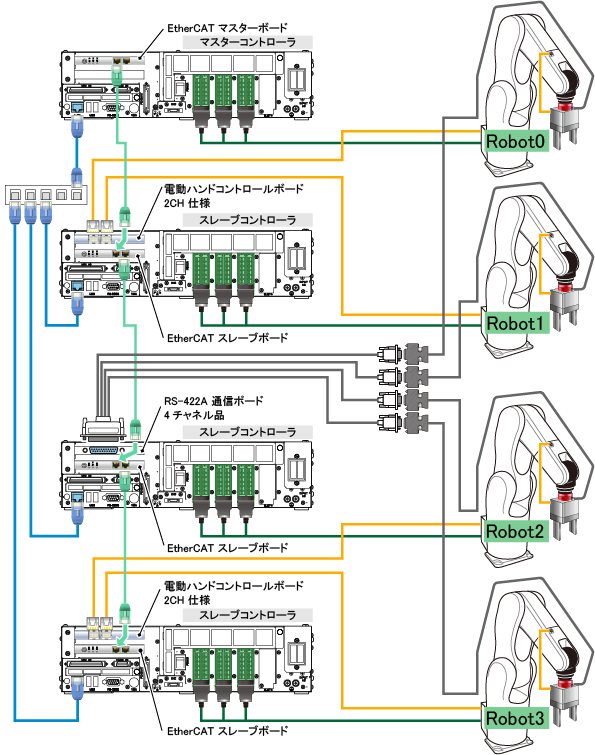 EtherCAT マスターボード
マスターコントローラ
Robot0
電動ハンドコントロールボード
2CH 仕様
スレーブコントローラ
Robot1
EtherCAT スレーブボード
RS-422A 通信ボード
4 チャネル品
スレーブコントローラ
Robot2
EtherCAT スレーブボード
電動ハンドコントロールボード
2CH 仕様
スレーブコントローラ
Robot3
EtherCAT スレーブボード